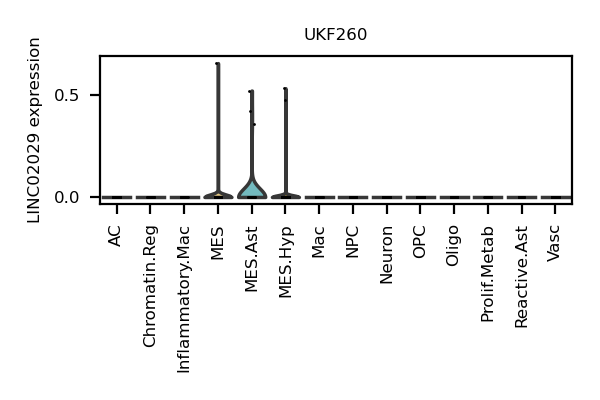 UKF260
LINC02029 expression
0.5
0.0
AC
Chromatin.Reg
Inflammatory.Mac
MES
MES.Ast
MES.Hyp
Mac
NPC
Neuron
OPC
Oligo
Prolif.Metab
Reactive.Ast
Vasc